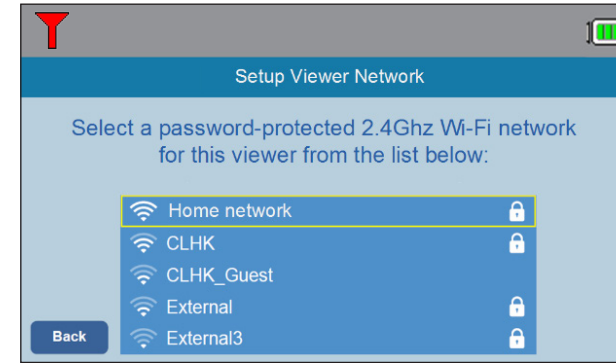 Setup Viewer Network
Select a password-protected 2.4Ghz Wi-Fi network
for this viewer from the list below:
Home network
CLHK
CLHK_Guest
External
External3
Back